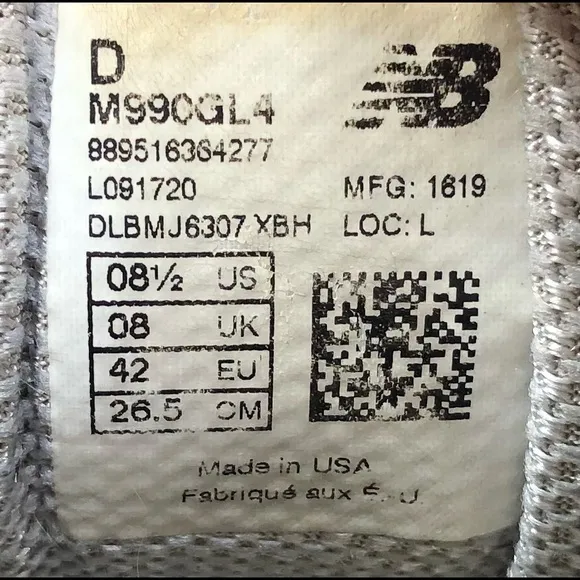 D
NB
M990GL4
889516364277
L091720 MFG: 1619
DLBMJ6307 XBH LOC: L
08½ US
08 UK
42 EU
26.5 CM
Made in USA
Fabriqué aux É.-U.